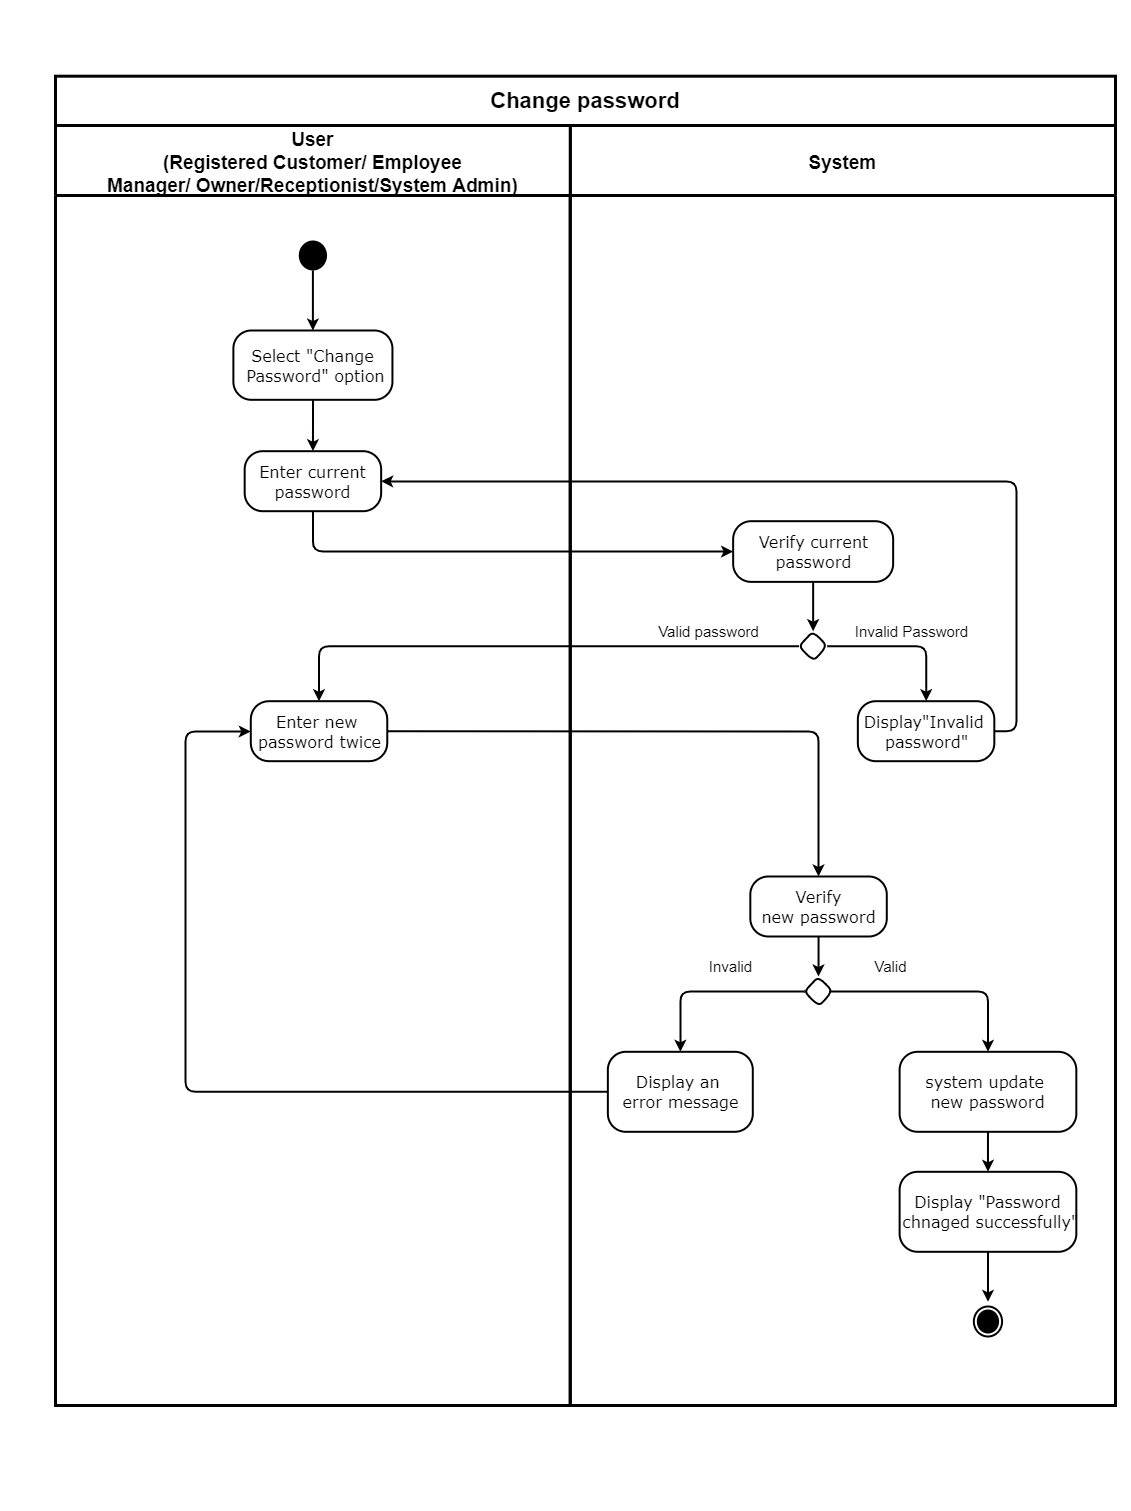 Change password
User
(Registered Customer/ Employee
Manager/ Owner/Receptionist/System Admin)
System
Select "Change
Password" option
Enter current
password
Verify current
password
Valid password
Invalid Password
Enter new
password twice
Display"Invalid
password"
Verify
new password
Invalid
Valid
Display an
error message
system update
new password
Display "Password
chnaged successfully"